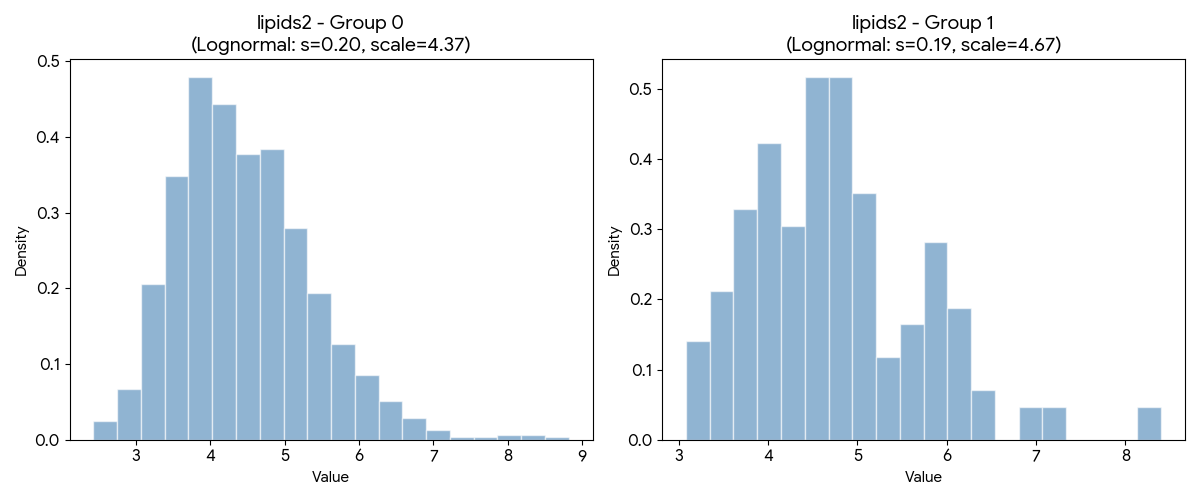 lipids2 - Group 0
(Lognormal: s=0.20, scale=4.37)
0.5
0.4
0.3
0.2
0.1
0.0
Density
3 4 5 6 7 8 9
Value
lipids2 - Group 1
(Lognormal: s=0.19, scale=4.67)
0.5
0.4
0.3
0.2
0.1
0.0
Density
3 4 5 6 7 8
Value